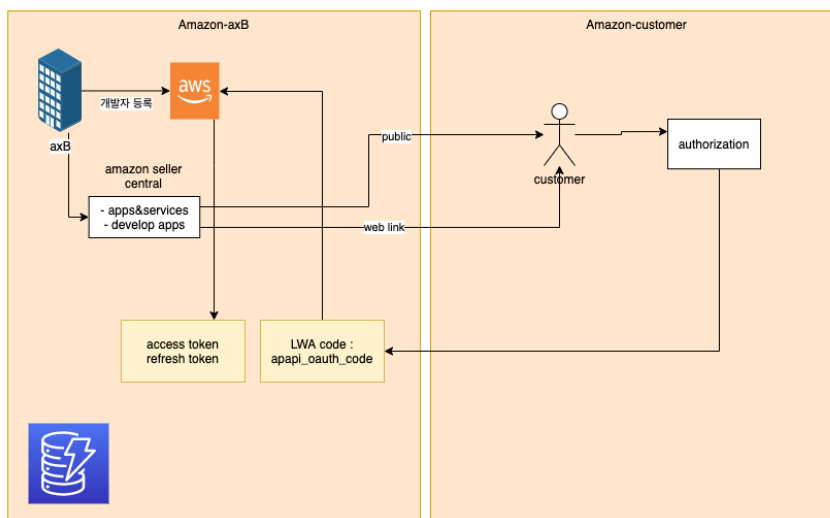 Amazon-axB
Amazon-customer
aws
개발자 등록
axB
public
authorization
amazon seller
central
customer
- apps&services
- develop apps
web link
access token
refresh token
LWA code :
apapi_oauth_code